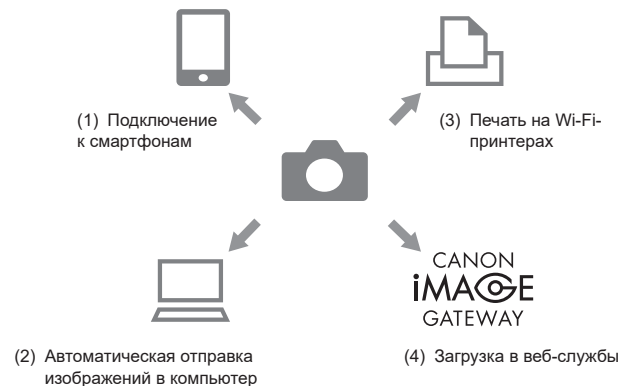 (1) Подключение
к смартфонам
(3) Печать на Wi-Fi-
принтерах
CANON
iMAGE
GATEWAY
(2) Автоматическая отправка
изображений в компьютер
(4) Загрузка в веб-службы